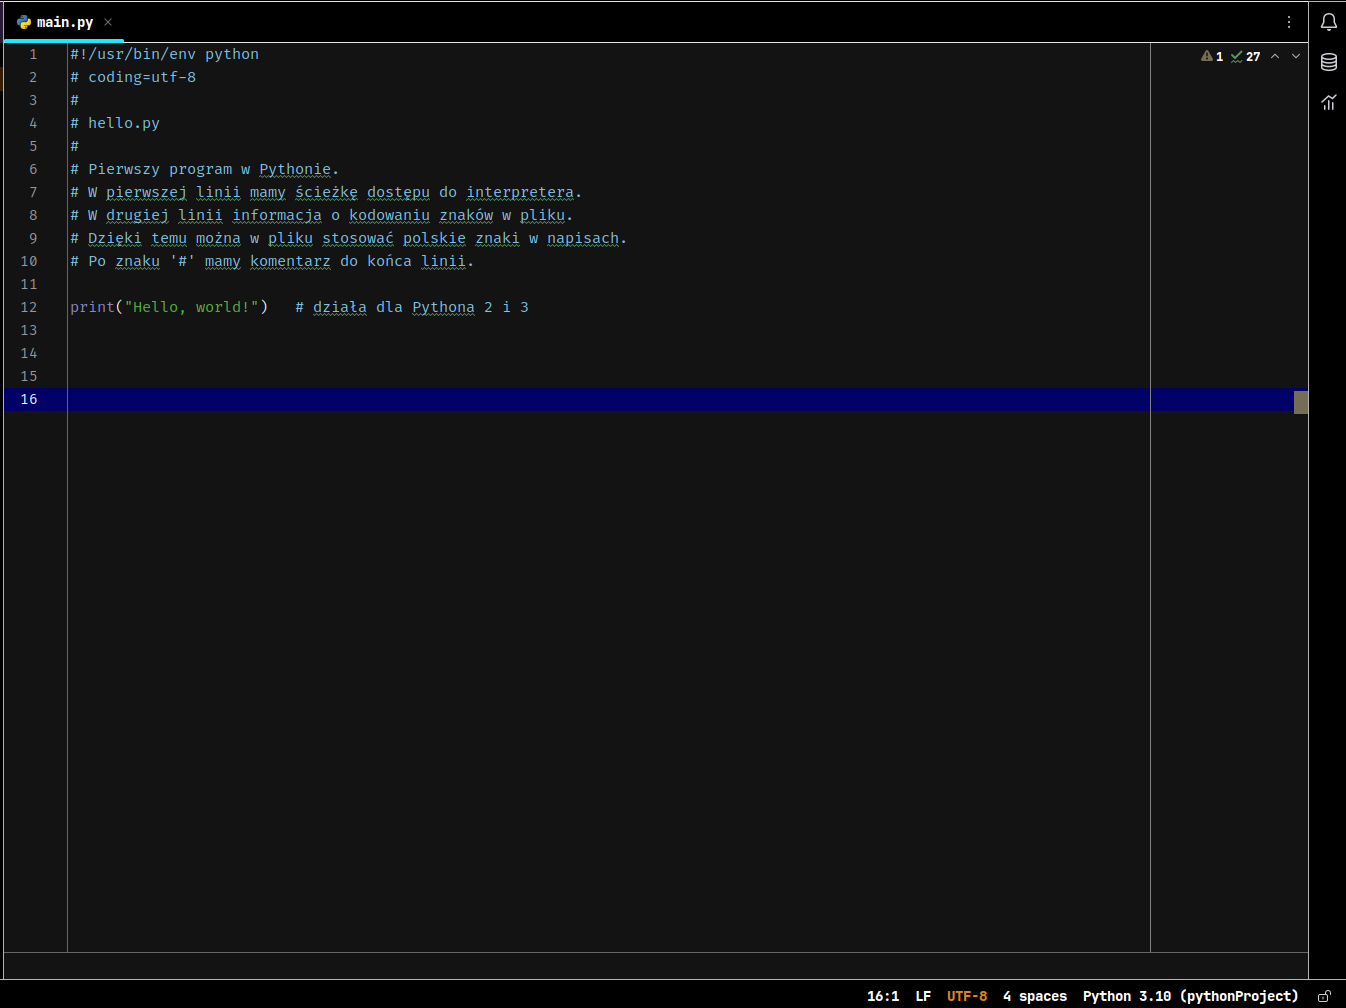 main.py
1 #!/usr/bin/env python
2 # coding=utf-8
3 #
4 # hello.py
5 #
6 # Pierwszy program w Pythonie.
7 # W pierwszej linii mamy ścieżkę dostępu do interpretera.
8 # W drugiej linii informacja o kodowaniu znaków w pliku.
9 # Dzięki temu można w pliku stosować polskie znaki w napisach.
10 # Po znaku '#' mamy komentarz do końca linii.
11
12 print("Hello, world!")   # działa dla Pythona 2 i 3
13
14
15
16
1 27
16:1 LF UTF-8 4 spaces Python 3.10 (pythonProject)